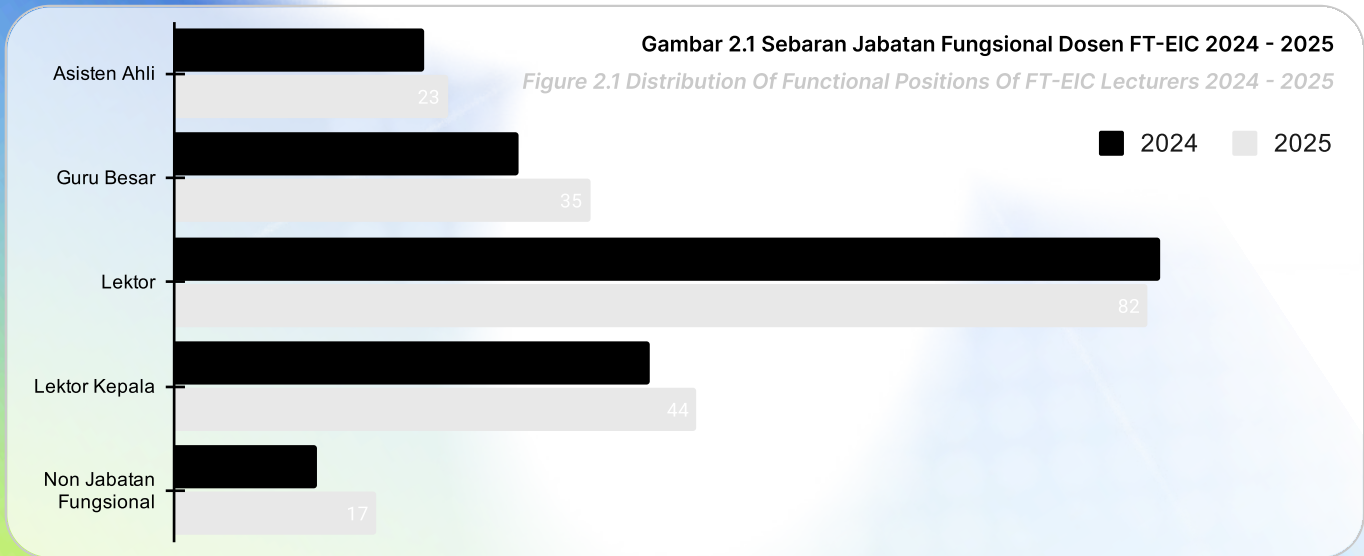 Gambar 2.1 Sebaran Jabatan Fungsional Dosen FT-EIC 2024 - 2025
Figure 2.1 Distribution Of Functional Positions Of FT-EIC Lecturers 2024 - 2025
2024
2025
Asisten Ahli
23
Guru Besar
35
Lektor
82
Lektor Kepala
44
Non Jabatan
Fungsional
17